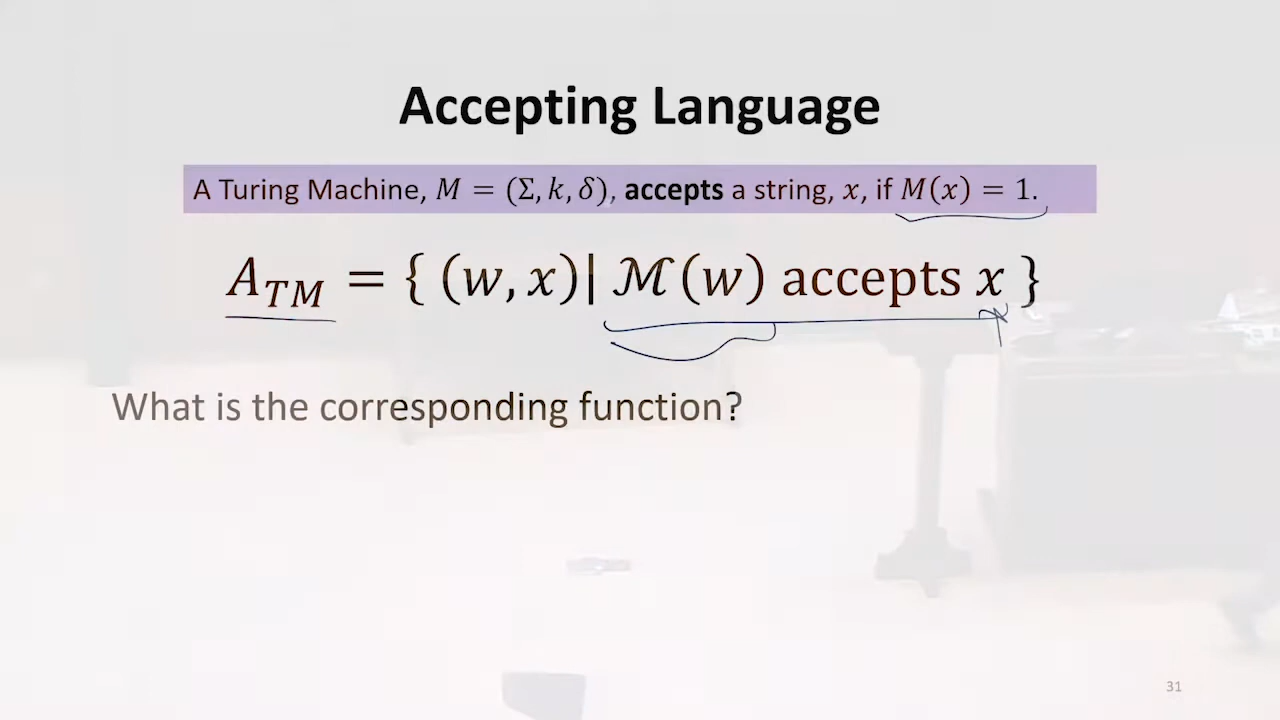 Accepting Language
A Turing Machine, M = (Σ, k, δ), accepts a string, x, if M(x) = 1.
A_TM = { (w, x)| ℳ(w) accepts x }
What is the corresponding function?
31